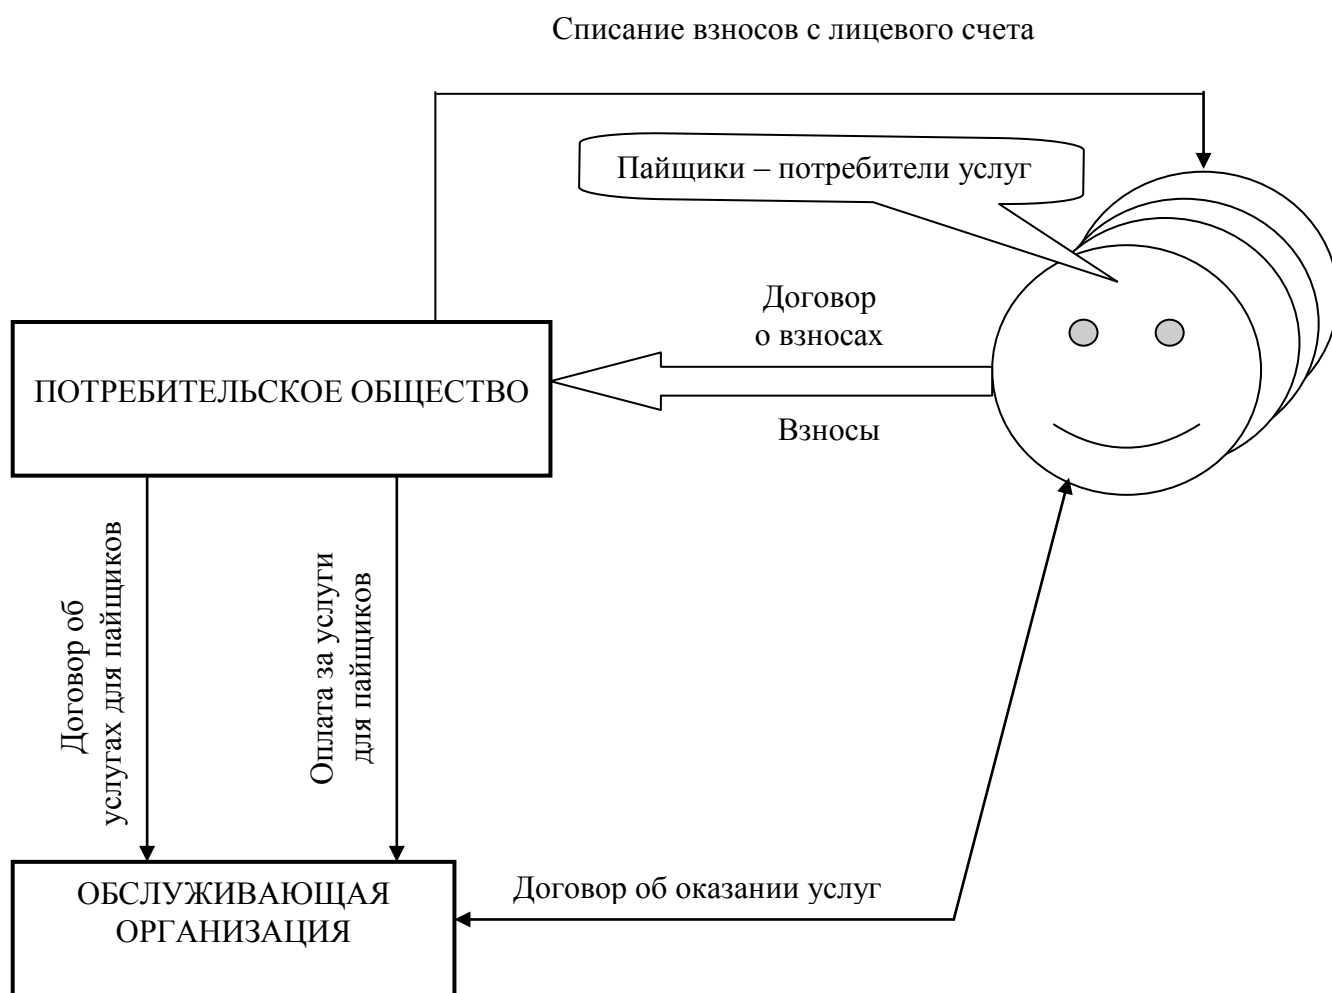 Списание взносов с лицевого счета
Пайщики – потребители услуг
Договор
о взносах
ПОТРЕБИТЕЛЬСКОЕ ОБЩЕСТВО
Взносы
Договор об
услугах для пайщиков
Оплата за услуги
для пайщиков
ОБСЛУЖИВАЮЩАЯ
ОРГАНИЗАЦИЯ
Договор об оказании услуг